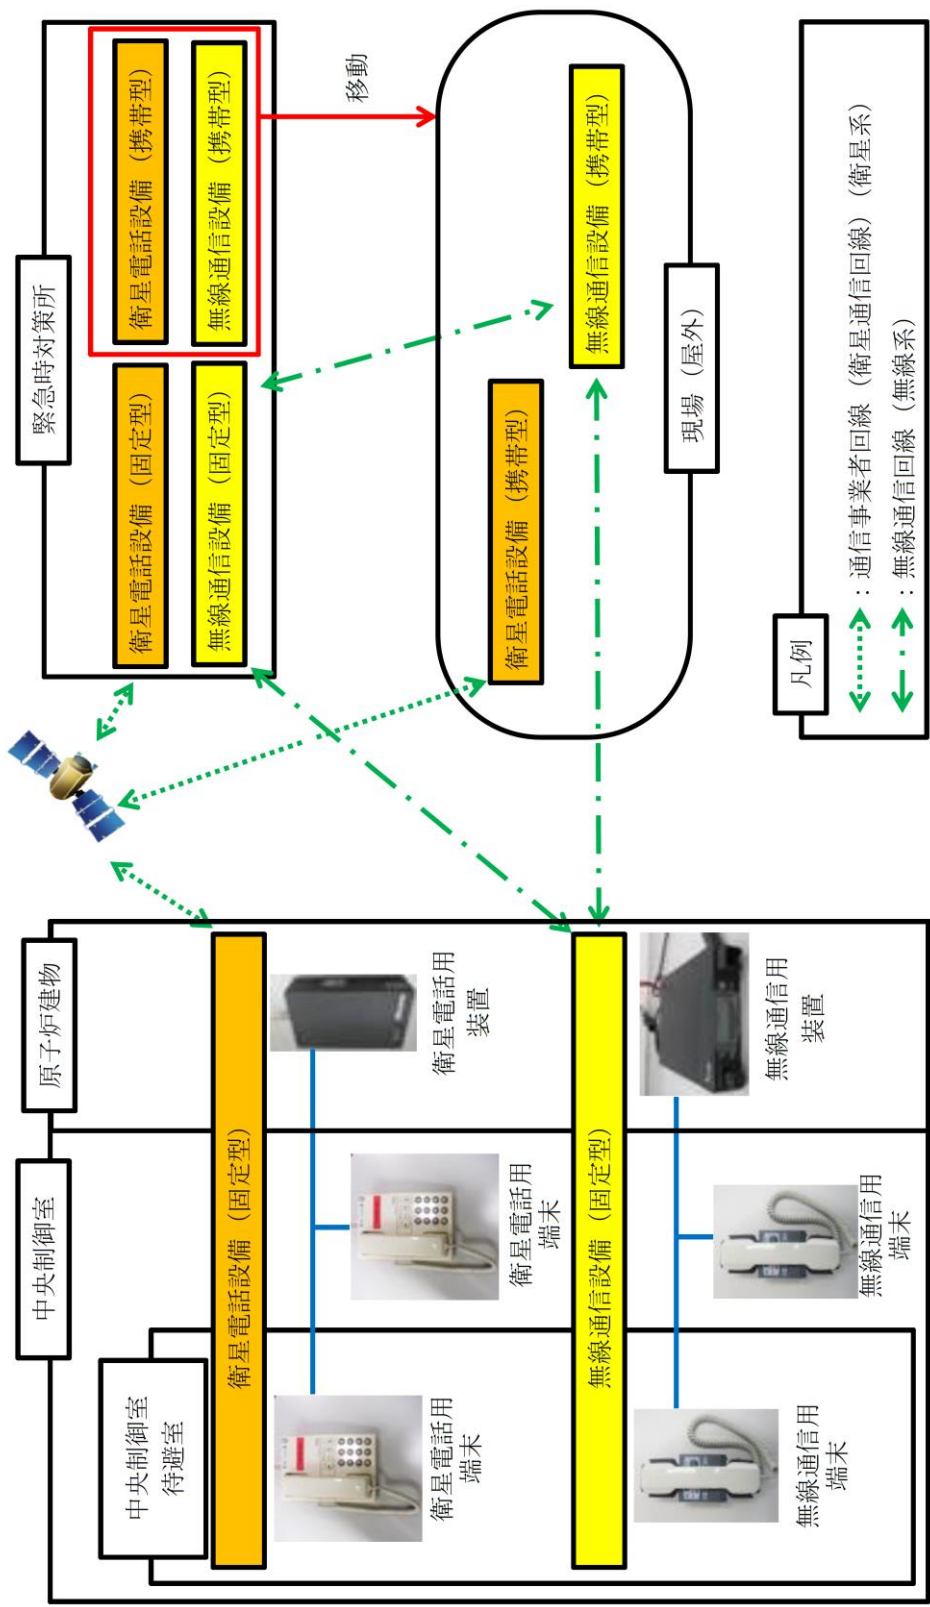 中央制御室
原子炉建物
中央制御室
待避室
衛星電話設備（固定型）
衛星電話用
端末
衛星電話用
端末
衛星電話用
装置
無線通信設備（固定型）
無線通信用
端末
無線通信用
端末
無線通信用
装置
緊急時対策所
衛星電話設備（固定型）
衛星電話設備（携帯型）
無線通信設備（固定型）
無線通信設備（携帯型）
移動
衛星電話設備（携帯型）
無線通信設備（携帯型）
現場（屋外）
凡例
：通信事業者回線（衛星通信回線）（衛星系）
：無線通信回線（無線系）